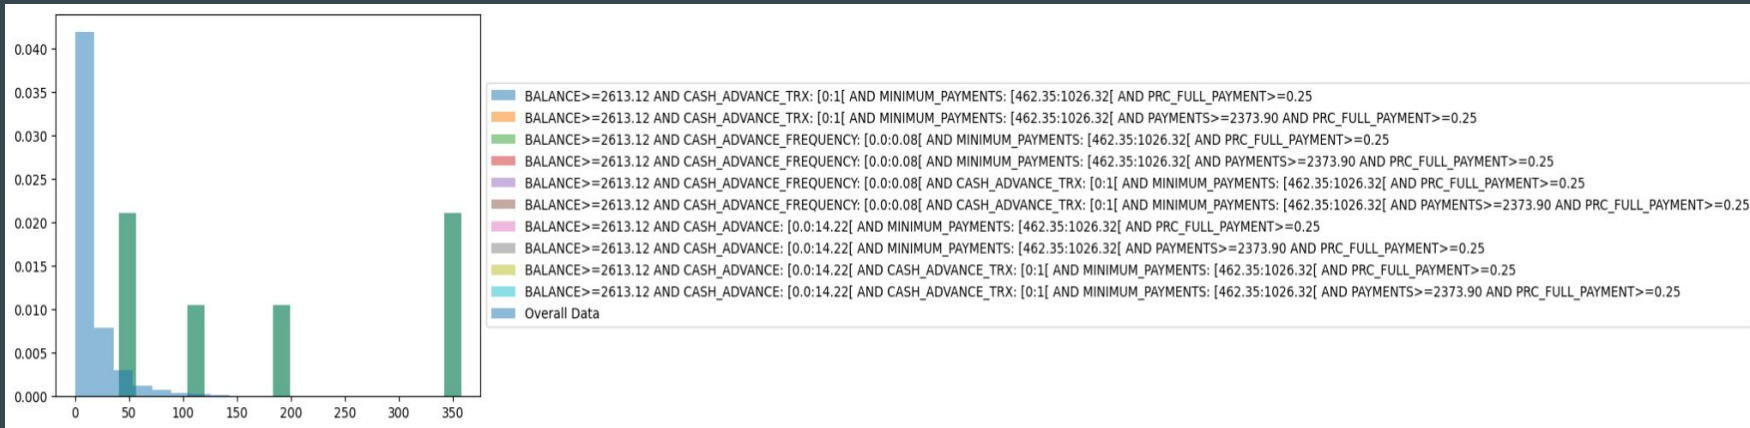 0.040
0.035
0.030
0.025
0.020
0.015
0.010
0.005
0.000
0 50 100 150 200 250 300 350
BALANCE>=2613.12 AND CASH_ADVANCE_TRX: [0:1[ AND MINIMUM_PAYMENTS: [462.35:1026.32[ AND PRC_FULL_PAYMENT>=0.25
BALANCE>=2613.12 AND CASH_ADVANCE_TRX: [0:1[ AND MINIMUM_PAYMENTS: [462.35:1026.32[ AND PAYMENTS>=2373.90 AND PRC_FULL_PAYMENT>=0.25
BALANCE>=2613.12 AND CASH_ADVANCE_FREQUENCY: [0.0:0.08[ AND MINIMUM_PAYMENTS: [462.35:1026.32[ AND PRC_FULL_PAYMENT>=0.25
BALANCE>=2613.12 AND CASH_ADVANCE_FREQUENCY: [0.0:0.08[ AND MINIMUM_PAYMENTS: [462.35:1026.32[ AND PAYMENTS>=2373.90 AND PRC_FULL_PAYMENT>=0.25
BALANCE>=2613.12 AND CASH_ADVANCE_FREQUENCY: [0.0:0.08[ AND CASH_ADVANCE_TRX: [0:1[ AND MINIMUM_PAYMENTS: [462.35:1026.32[ AND PRC_FULL_PAYMENT>=0.25
BALANCE>=2613.12 AND CASH_ADVANCE_FREQUENCY: [0.0:0.08[ AND CASH_ADVANCE_TRX: [0:1[ AND MINIMUM_PAYMENTS: [462.35:1026.32[ AND PAYMENTS>=2373.90 AND PRC_FULL_PAYMENT>=0.25
BALANCE>=2613.12 AND CASH_ADVANCE: [0.0:14.22[ AND MINIMUM_PAYMENTS: [462.35:1026.32[ AND PRC_FULL_PAYMENT>=0.25
BALANCE>=2613.12 AND CASH_ADVANCE: [0.0:14.22[ AND MINIMUM_PAYMENTS: [462.35:1026.32[ AND PAYMENTS>=2373.90 AND PRC_FULL_PAYMENT>=0.25
BALANCE>=2613.12 AND CASH_ADVANCE: [0.0:14.22[ AND CASH_ADVANCE_TRX: [0:1[ AND MINIMUM_PAYMENTS: [462.35:1026.32[ AND PRC_FULL_PAYMENT>=0.25
BALANCE>=2613.12 AND CASH_ADVANCE: [0.0:14.22[ AND CASH_ADVANCE_TRX: [0:1[ AND MINIMUM_PAYMENTS: [462.35:1026.32[ AND PAYMENTS>=2373.90 AND PRC_FULL_PAYMENT>=0.25
Overall Data